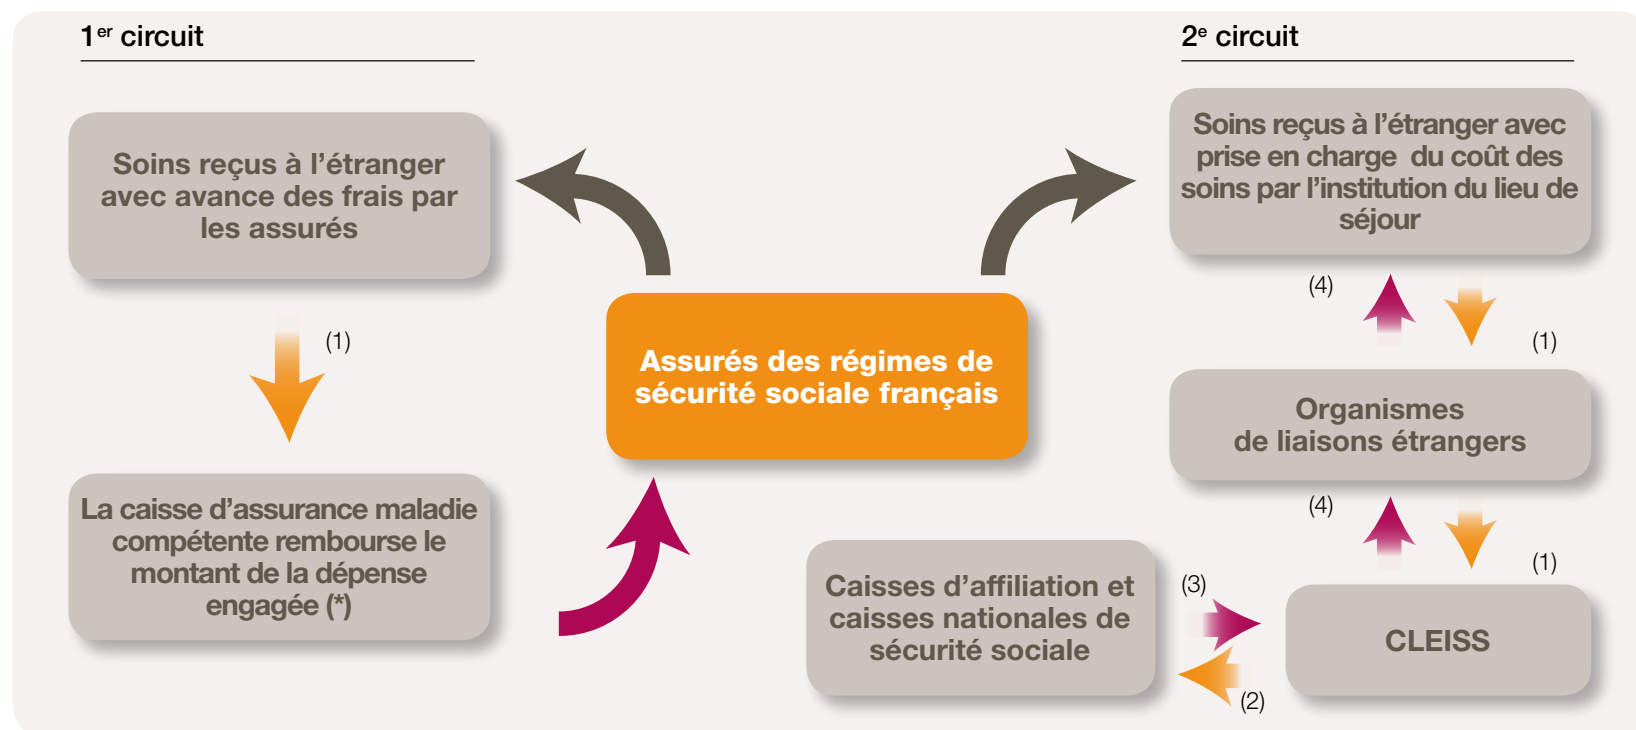 1er circuit
Soins reçus à l’étranger
avec avance des frais par
les assurés
(1)
La caisse d’assurance maladie
compétente rembourse le
montant de la dépense
engagée (*)
Assurés des régimes de
sécurité sociale français
2e circuit
Soins reçus à l’étranger avec
prise en charge du coût des
soins par l’institution du lieu de
séjour
(4)
(1)
Organismes
de liaisons étrangers
(4)
(1)
Caisses d’affiliation et
caisses nationales de
sécurité sociale
(3)
(2)
CLEISS